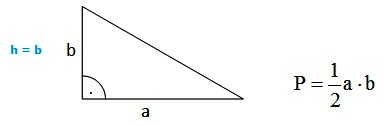 h = b
b
a
P = 1/2 a · b